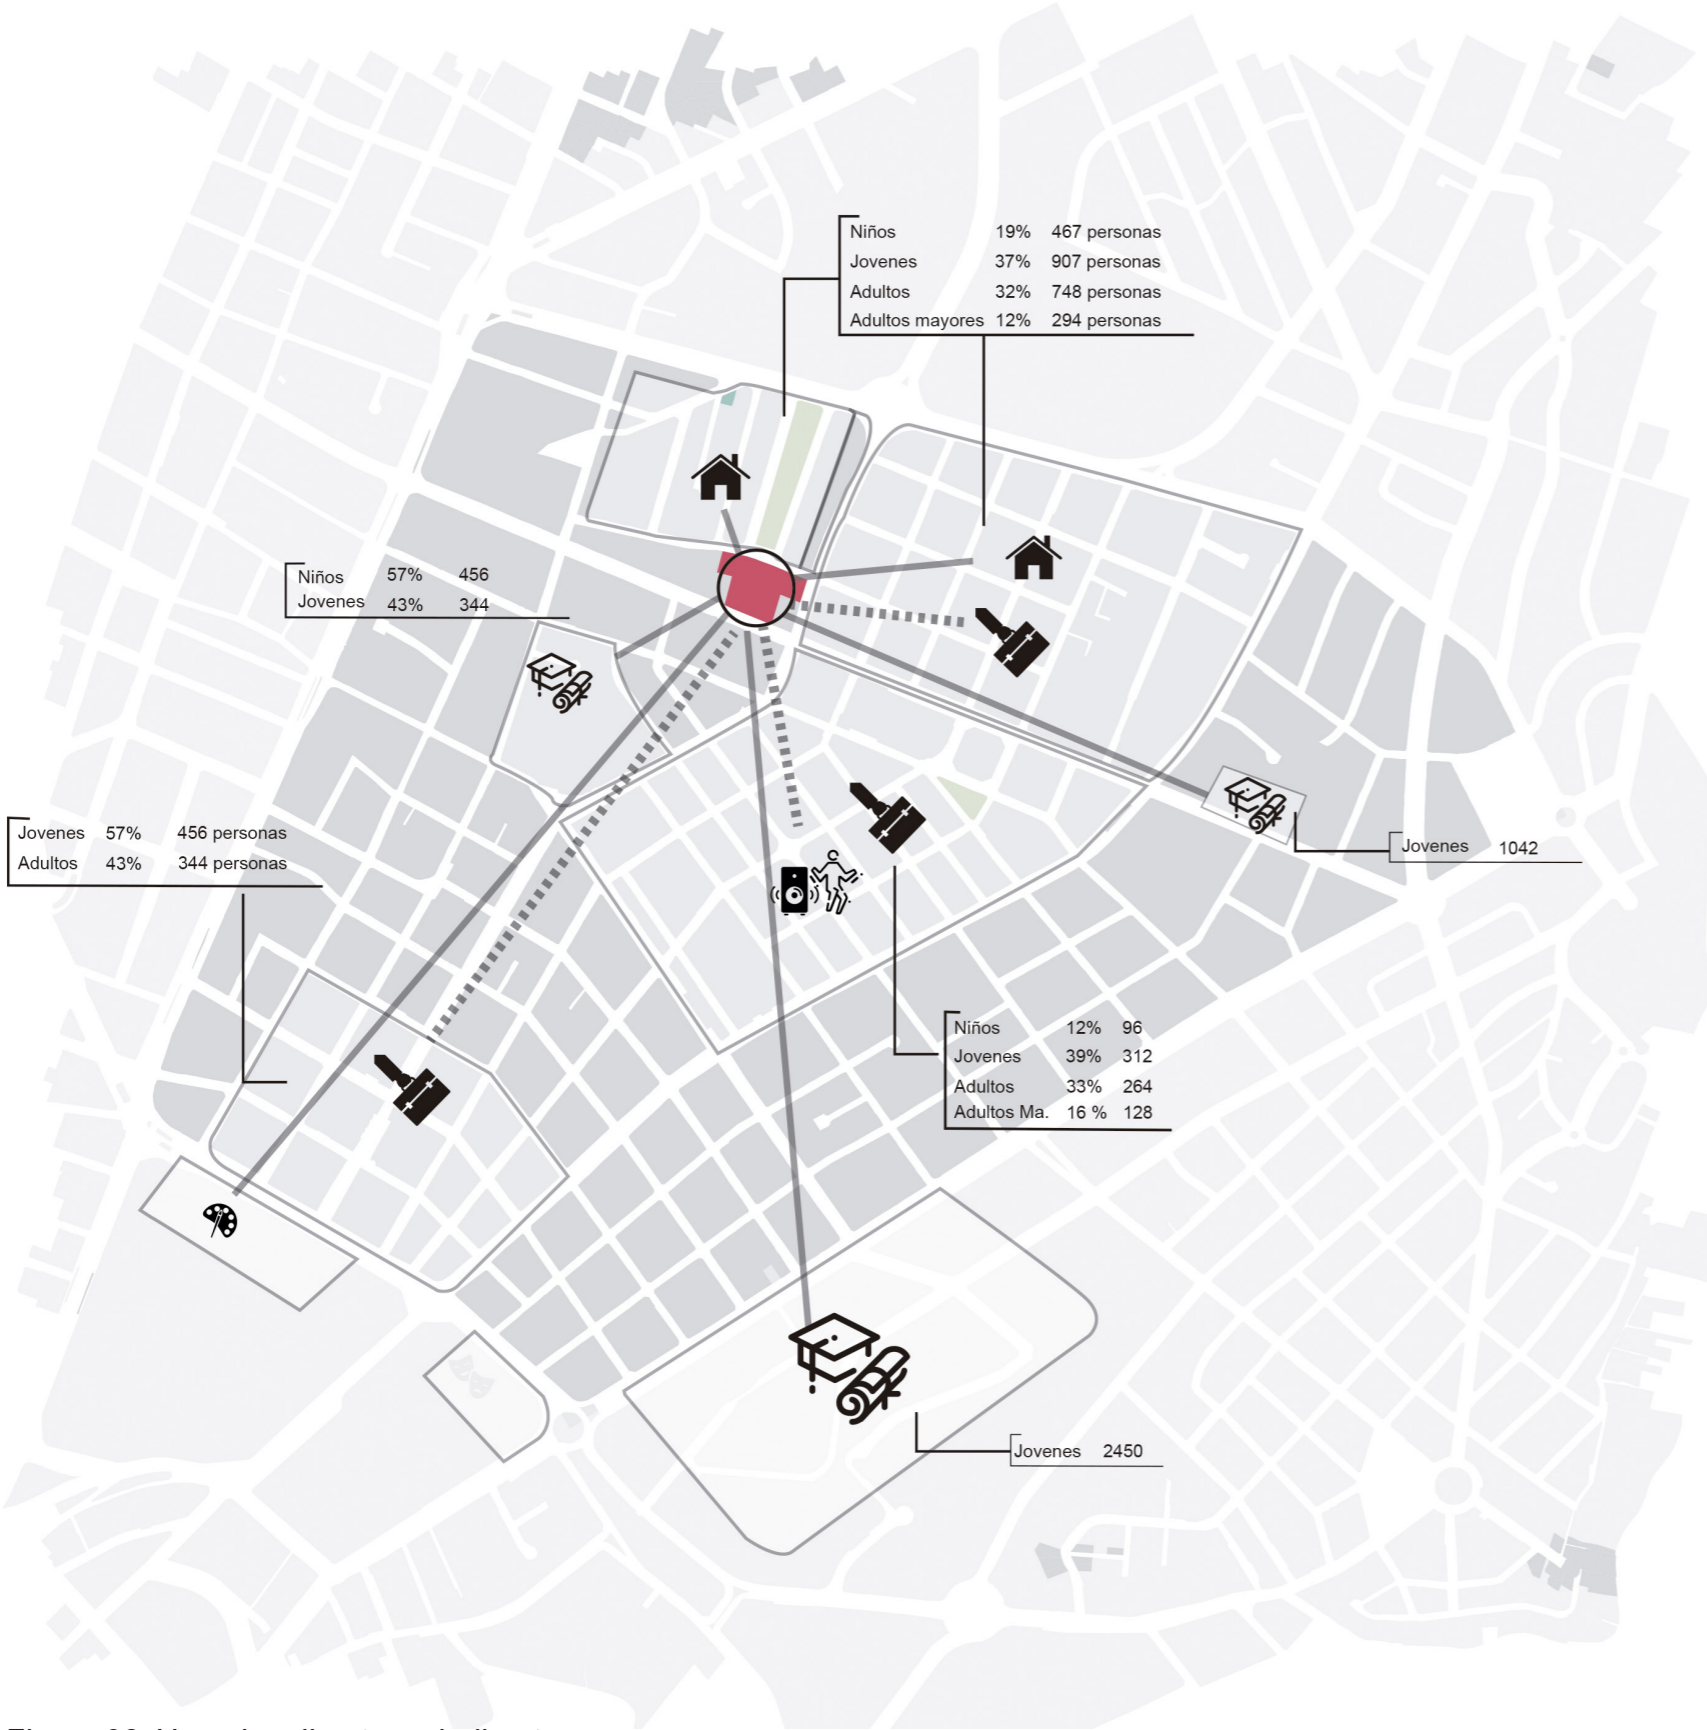 Niños 19% 467 personas
Jovenes 37% 907 personas
Adultos 32% 748 personas
Adultos mayores 12% 294 personas
Niños 57% 456
Jovenes 43% 344
Jovenes 57% 456 personas
Adultos 43% 344 personas
Jovenes 1042
Niños 12% 96
Jovenes 39% 312
Adultos 33% 264
Adultos Ma. 16 % 128
Jovenes 2450